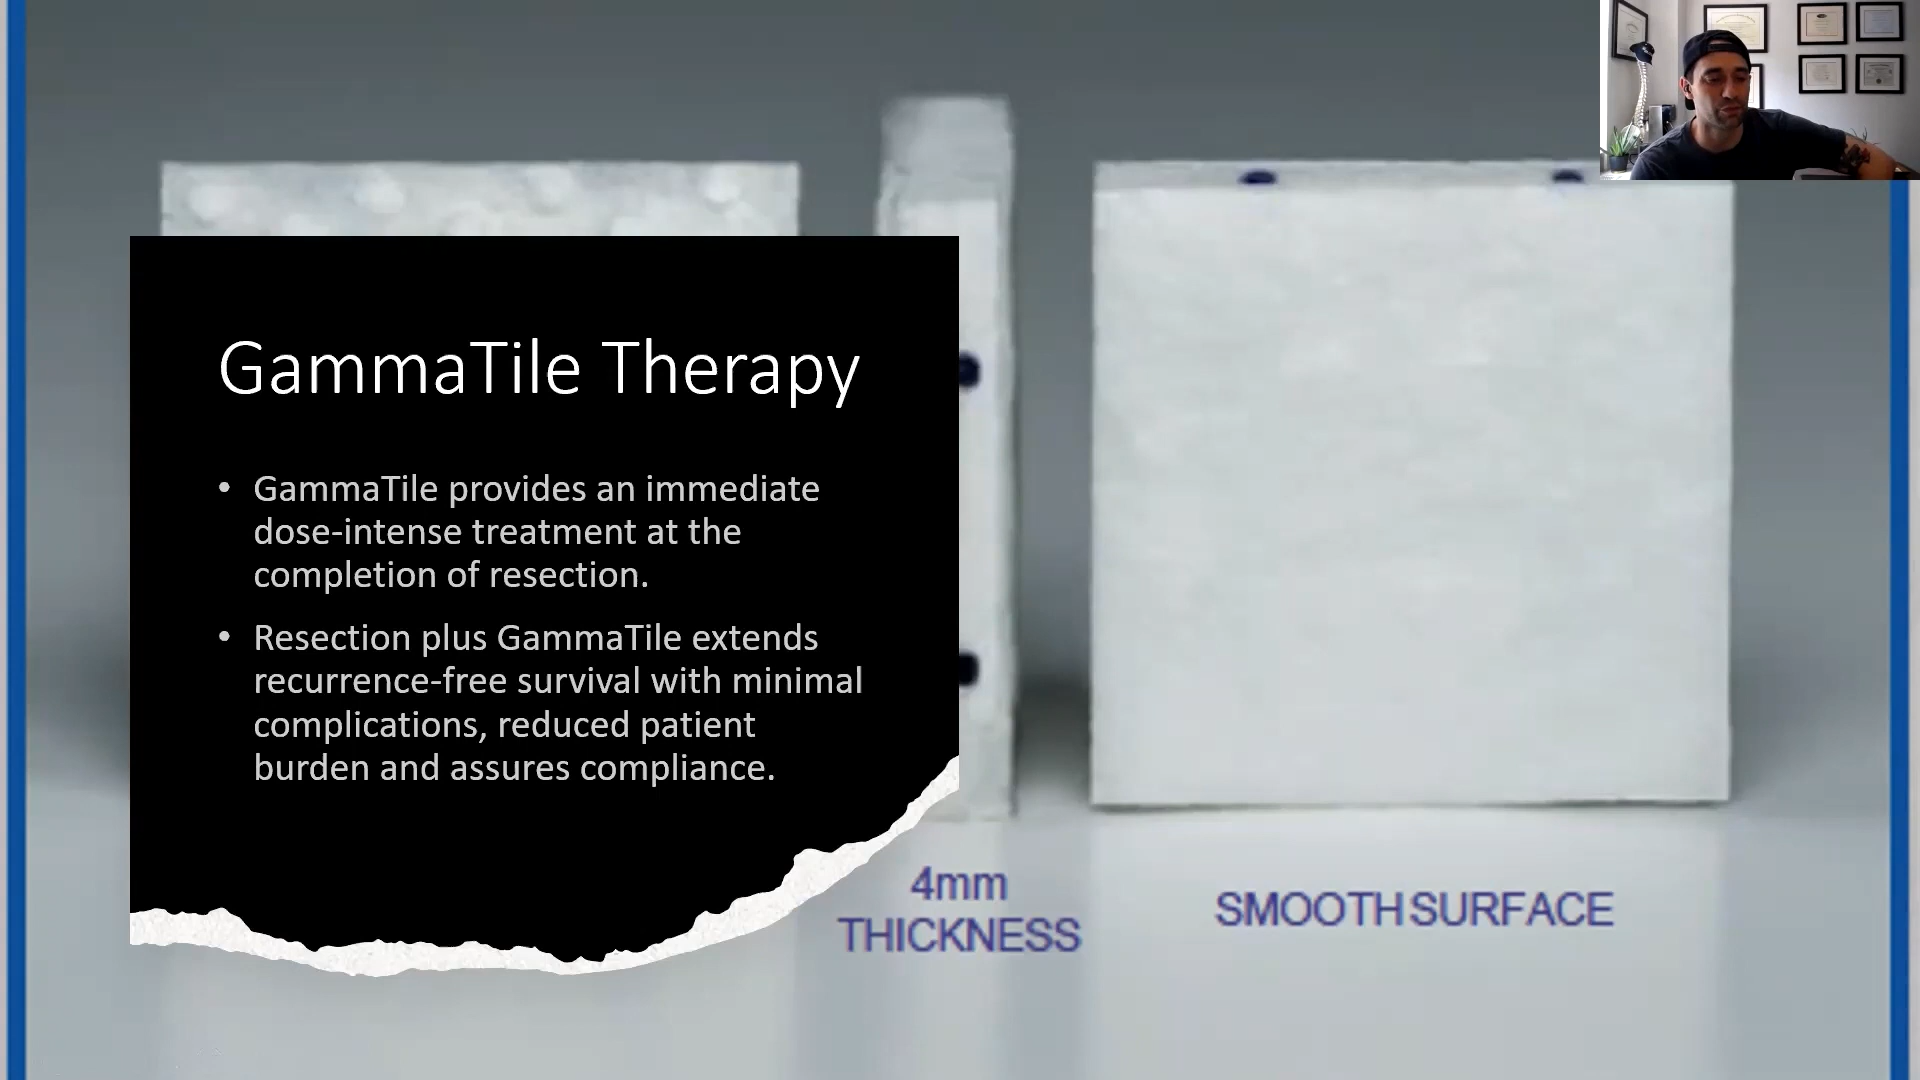 GammaTile Therapy
• GammaTile provides an immediate
dose-intense treatment at the
completion of resection.
• Resection plus GammaTile extends
recurrence-free survival with minimal
complications, reduced patient
burden and assures compliance.
4mm
THICKNESS
SMOOTH SURFACE